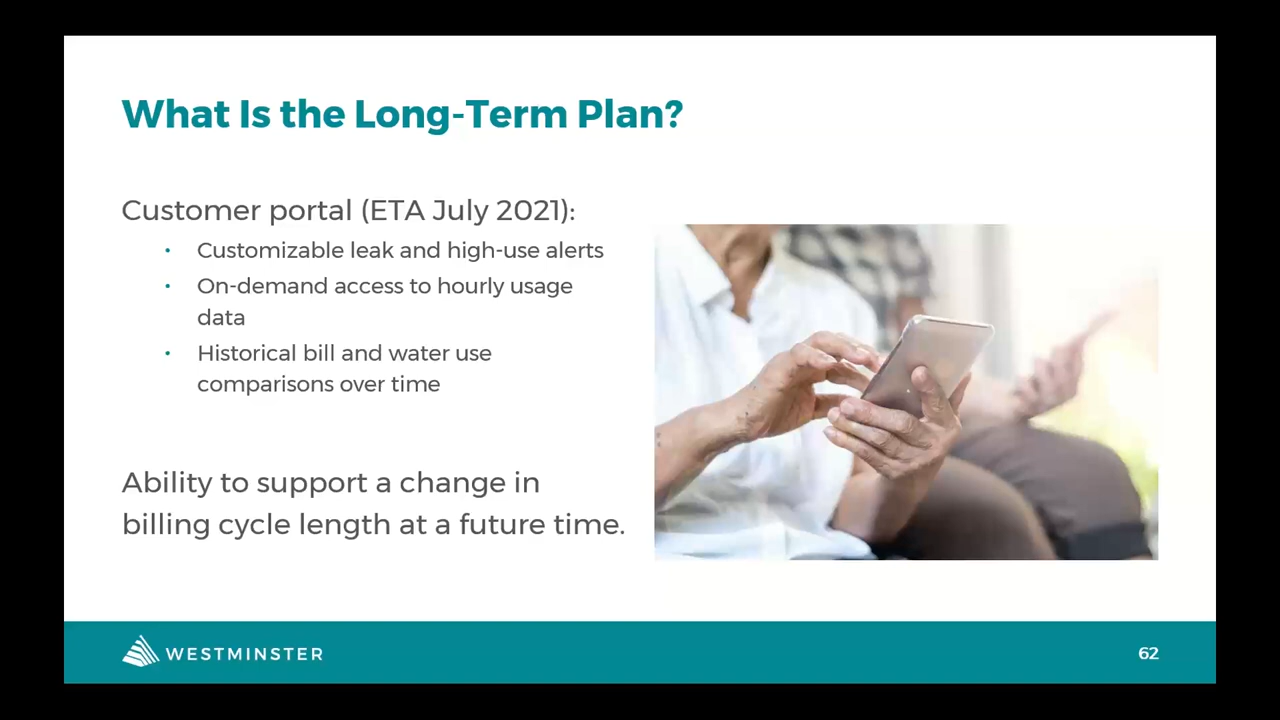 What Is the Long-Term Plan?
Customer portal (ETA July 2021):
• Customizable leak and high-use alerts
• On-demand access to hourly usage
data
• Historical bill and water use
comparisons over time
Ability to support a change in
billing cycle length at a future time.
WESTMINSTER
62